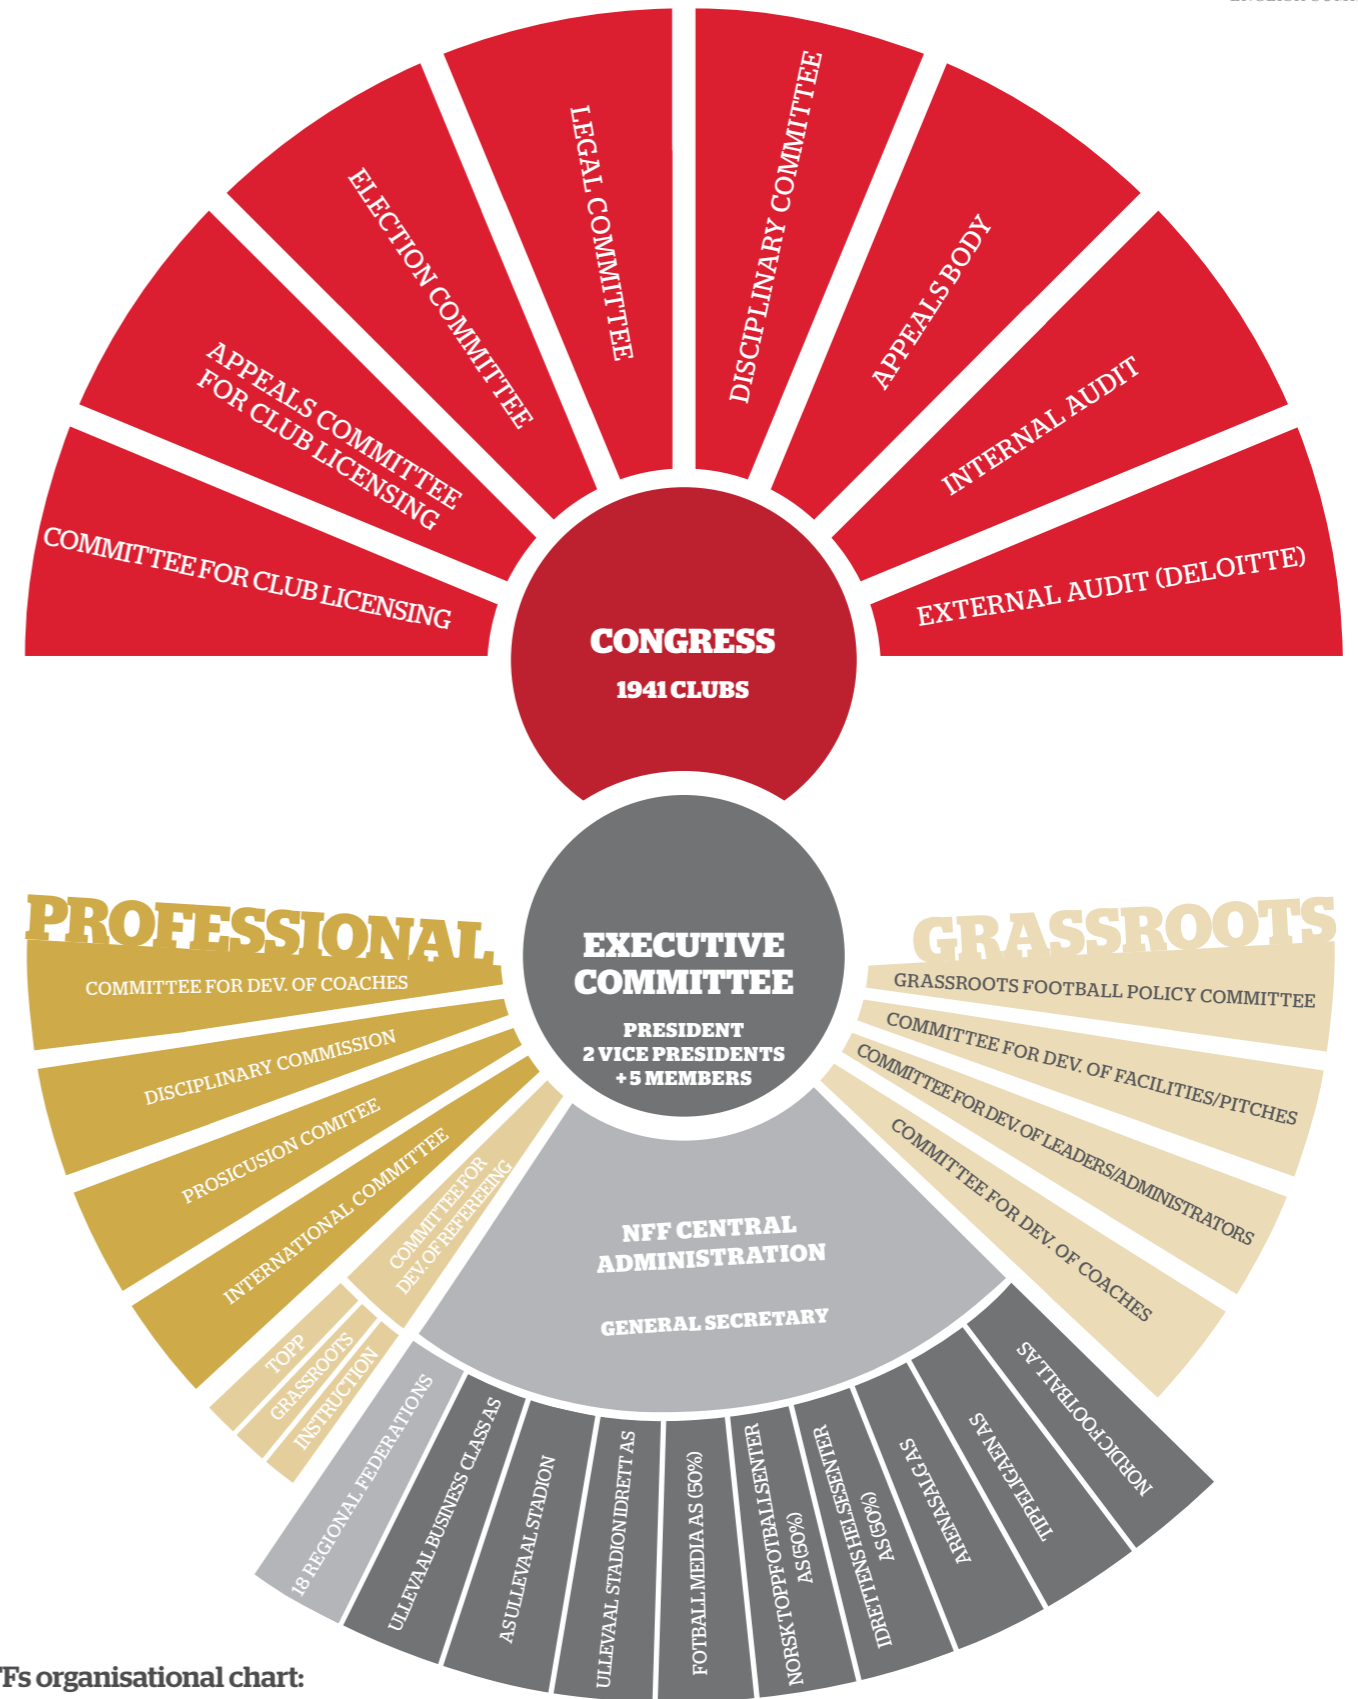 LEGAL COMMITTEE
DISCIPLINARY COMMITTEE
ELECTION COMMITTEE
APPEALS BODY
APPEALS COMMITTEE
FOR CLUB LICENSING
INTERNAL AUDIT
COMMITTEE FOR CLUB LICENSING
EXTERNAL AUDIT (DELOITTE)
CONGRESS
1941 CLUBS
PROFESSIONAL
GRASSROOTS
EXECUTIVE
COMMITTEE
PRESIDENT
2 VICE PRESIDENTS
+ 5 MEMBERS
COMMITTEE FOR DEV. OF COACHES
DISCIPLINARY COMMISSION
PROSICUSION COMITEE
INTERNATIONAL COMMITTEE
COMMITTEE FOR
DEV. OF REFEREEING
TOPP
GRASSROOTS
INSTRUCTION
GRASSROOTS FOOTBALL POLICY COMMITTEE
COMMITTEE FOR DEV. OF FACILITIES/PITCHES
COMMITTEE FOR DEV. OF LEADERS/ADMINISTRATORS
COMMITTEE FOR DEV. OF COACHES
NFF CENTRAL
ADMINISTRATION
GENERAL SECRETARY
18 REGIONAL FEDERATIONS
ULLEVAAL BUSINESS CLASS AS
AS ULLEVAAL STADION
ULLEVAAL STADION IDRETT AS
FOTBALL MEDIA AS (50%)
NORSK TOPPFOTBALLSENTER
AS (50%)
IDRETTENS HELSESENTER
AS (50%)
ARENASALG AS
TIPPELIGAEN AS
NORDIC FOOTBALL AS
organisational chart: